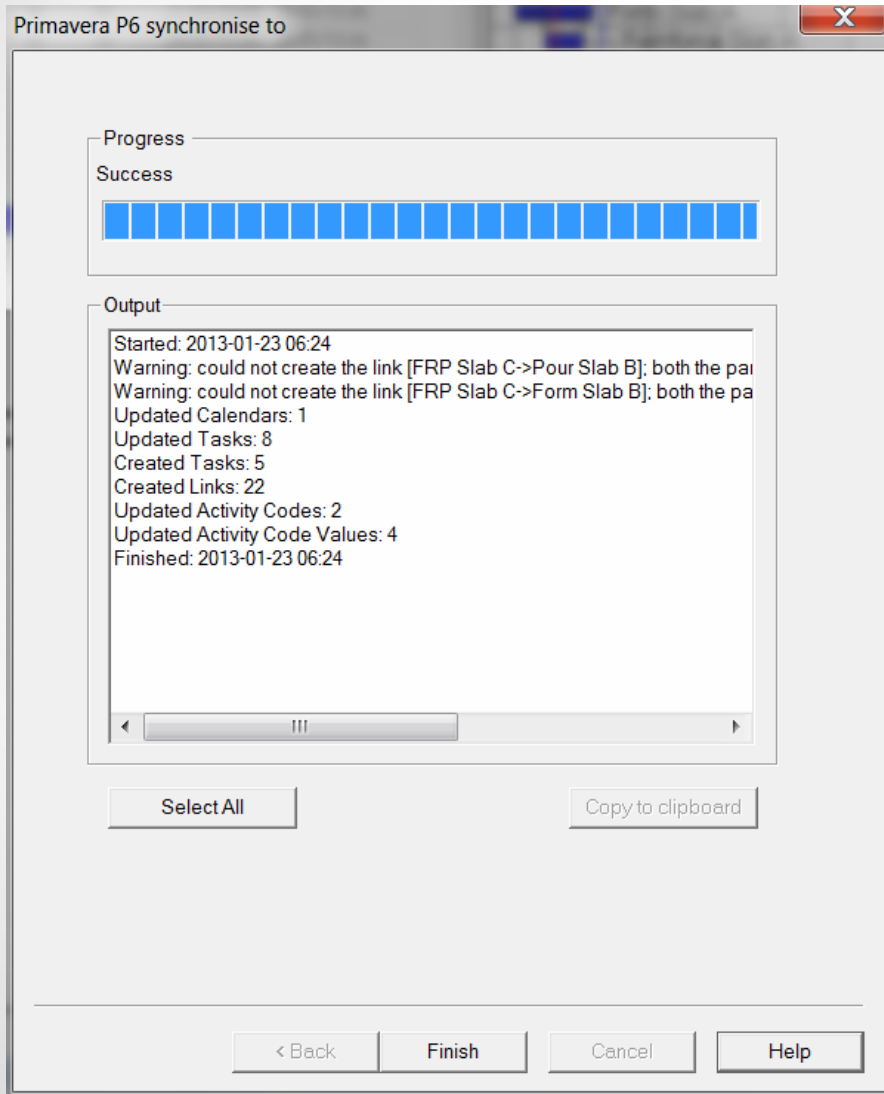 Primavera P6 synchronise to
X
Progress
Success
Output
Started: 2013-01-23 06:24
Warning: could not create the link [FRP Slab C->Pour Slab B]; both the
Warning: could not create the link [FRP Slab C->Form Slab B]; both the
Updated Calendars: 1
Updated Tasks: 8
Created Tasks: 5
Created Links: 22
Updated Activity Codes: 2
Updated Activity Code Values: 4
Finished: 2013-01-23 06:24
Select All
Copy to clipboard
< Back
Finish
Cancel
Help